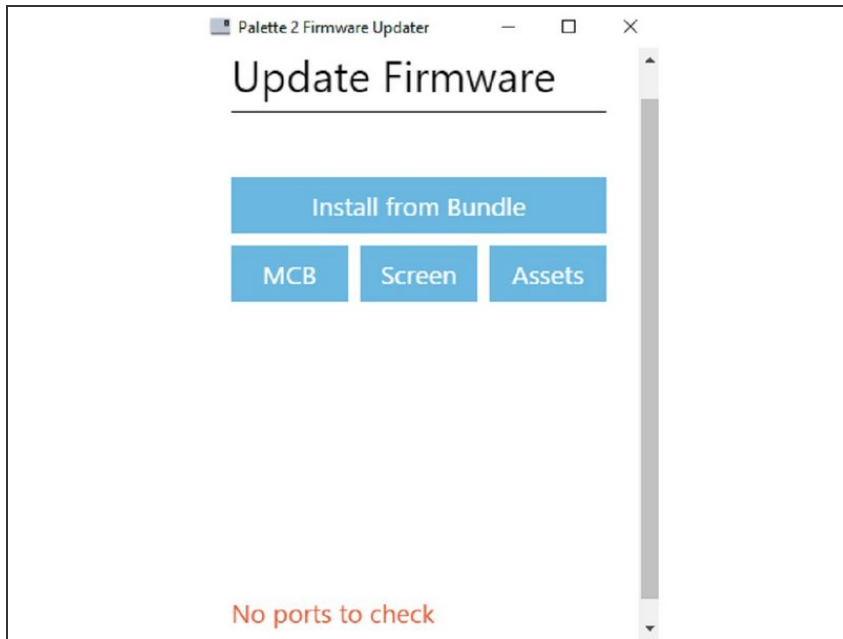 Palette 2 Firmware Updater
Update Firmware
Install from Bundle
MCB Screen Assets
No ports to check